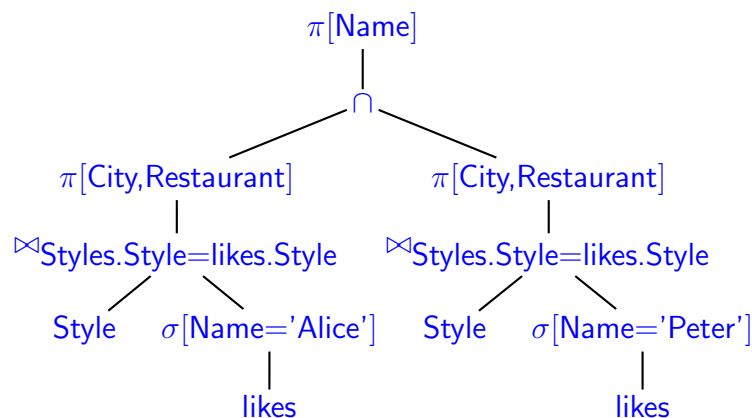 π[Name]
∩
π[City,Restaurant] π[City,Restaurant]
⋈Styles.Style=likes.Style ⋈Styles.Style=likes.Style
Style σ[Name='Alice'] Style σ[Name='Peter']
likes likes